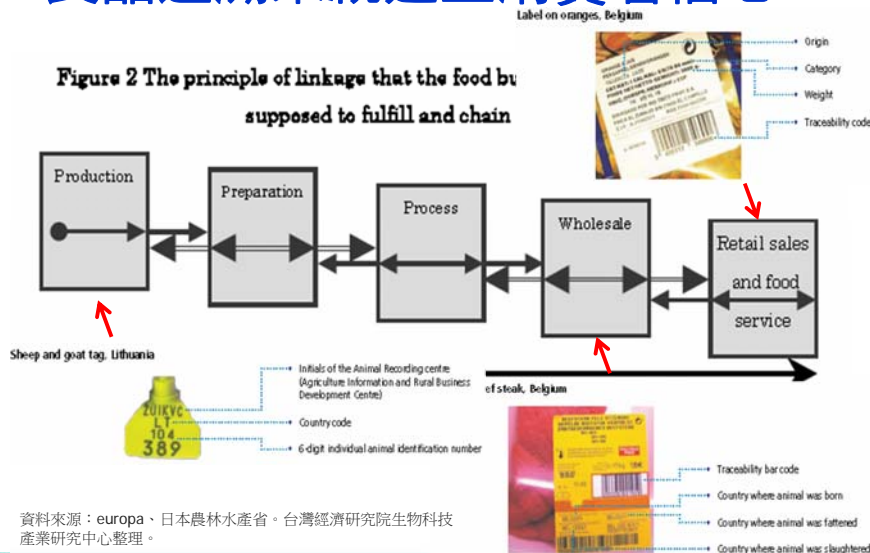 Label on oranges, Belgium
Origin
Category
Weight
Traceability code
Figure 2 The principle of linkage that the food bu
supposed to fulfill and chain
Production
Preparation
Process
Wholesale
Retail sales
and food
service
Sheep and goat tag, Lithuania
ZUIKVC
LT
104
389
Initials of the Animal Recording centre
(Agriculture Information and Rural Business
Development Centre)
Country code
6-digit individual animal identification number
ef steak, Belgium
Traceability bar code
Country where animal was born
Country where animal was fattened
Country where animal was slaughtered
資料來源：europa、日本農林水產省。台灣經濟研究院生物科技
產業研究中心整理。